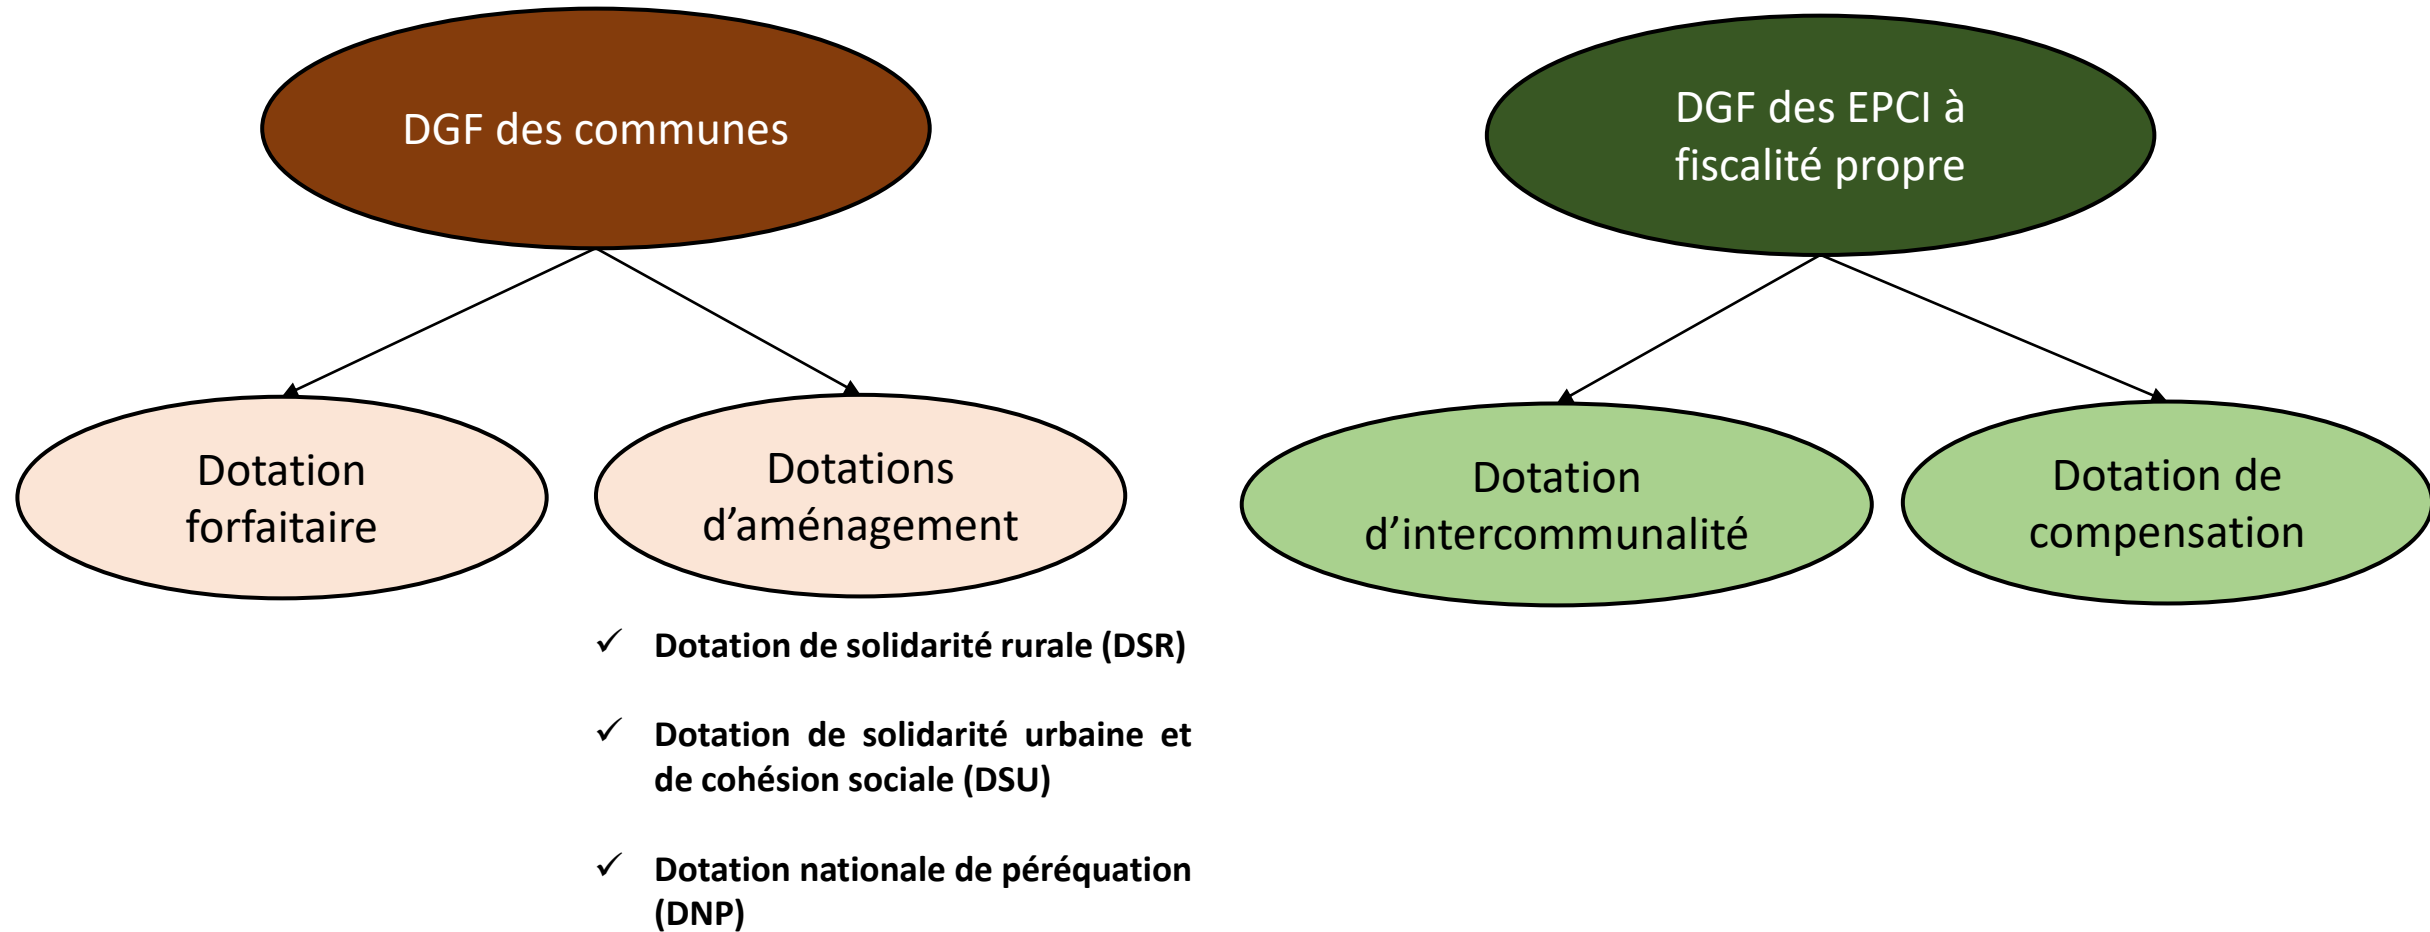 DGF des communes
DGF des EPCI à
fiscalité propre
Dotation
forfaitaire
Dotations
d’aménagement
Dotation
d’intercommunalité
Dotation de
compensation
✓ Dotation de solidarité rurale (DSR)
✓ Dotation de solidarité urbaine et
de cohésion sociale (DSU)
✓ Dotation nationale de péréquation
(DNP)